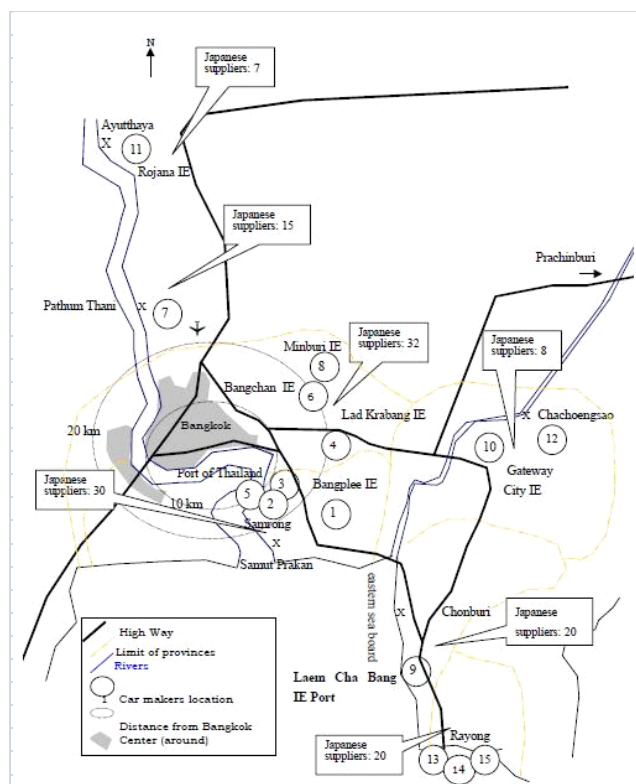 N
Japanese
suppliers: 7
Ayutthaya
X
11
Rojana IE
Japanese
suppliers: 15
Prachinburi
Pathum Thani
x
7
Japanese
suppliers: 32
Minburi IE
8
Japanese
suppliers: 8
Bangchan IE
6
Lad Krabang IE
x
Chachoengsao
20 km
Bangkok
4
10
12
Gateway
City IE
Port of Thailand
Bangplee IE
Japanese
suppliers: 30
10 km
5
3
2
1
Samrong
x
Samut Prakan
eastern sea board
x
Chonburi
Japanese
suppliers: 20
High Way
Limit of provinces
Rivers
1
Car makers location
Distance from Bangkok
Center (around)
Laem Cha Bang
IE Port
9
Japanese
suppliers: 20
Rayong
13
14
15